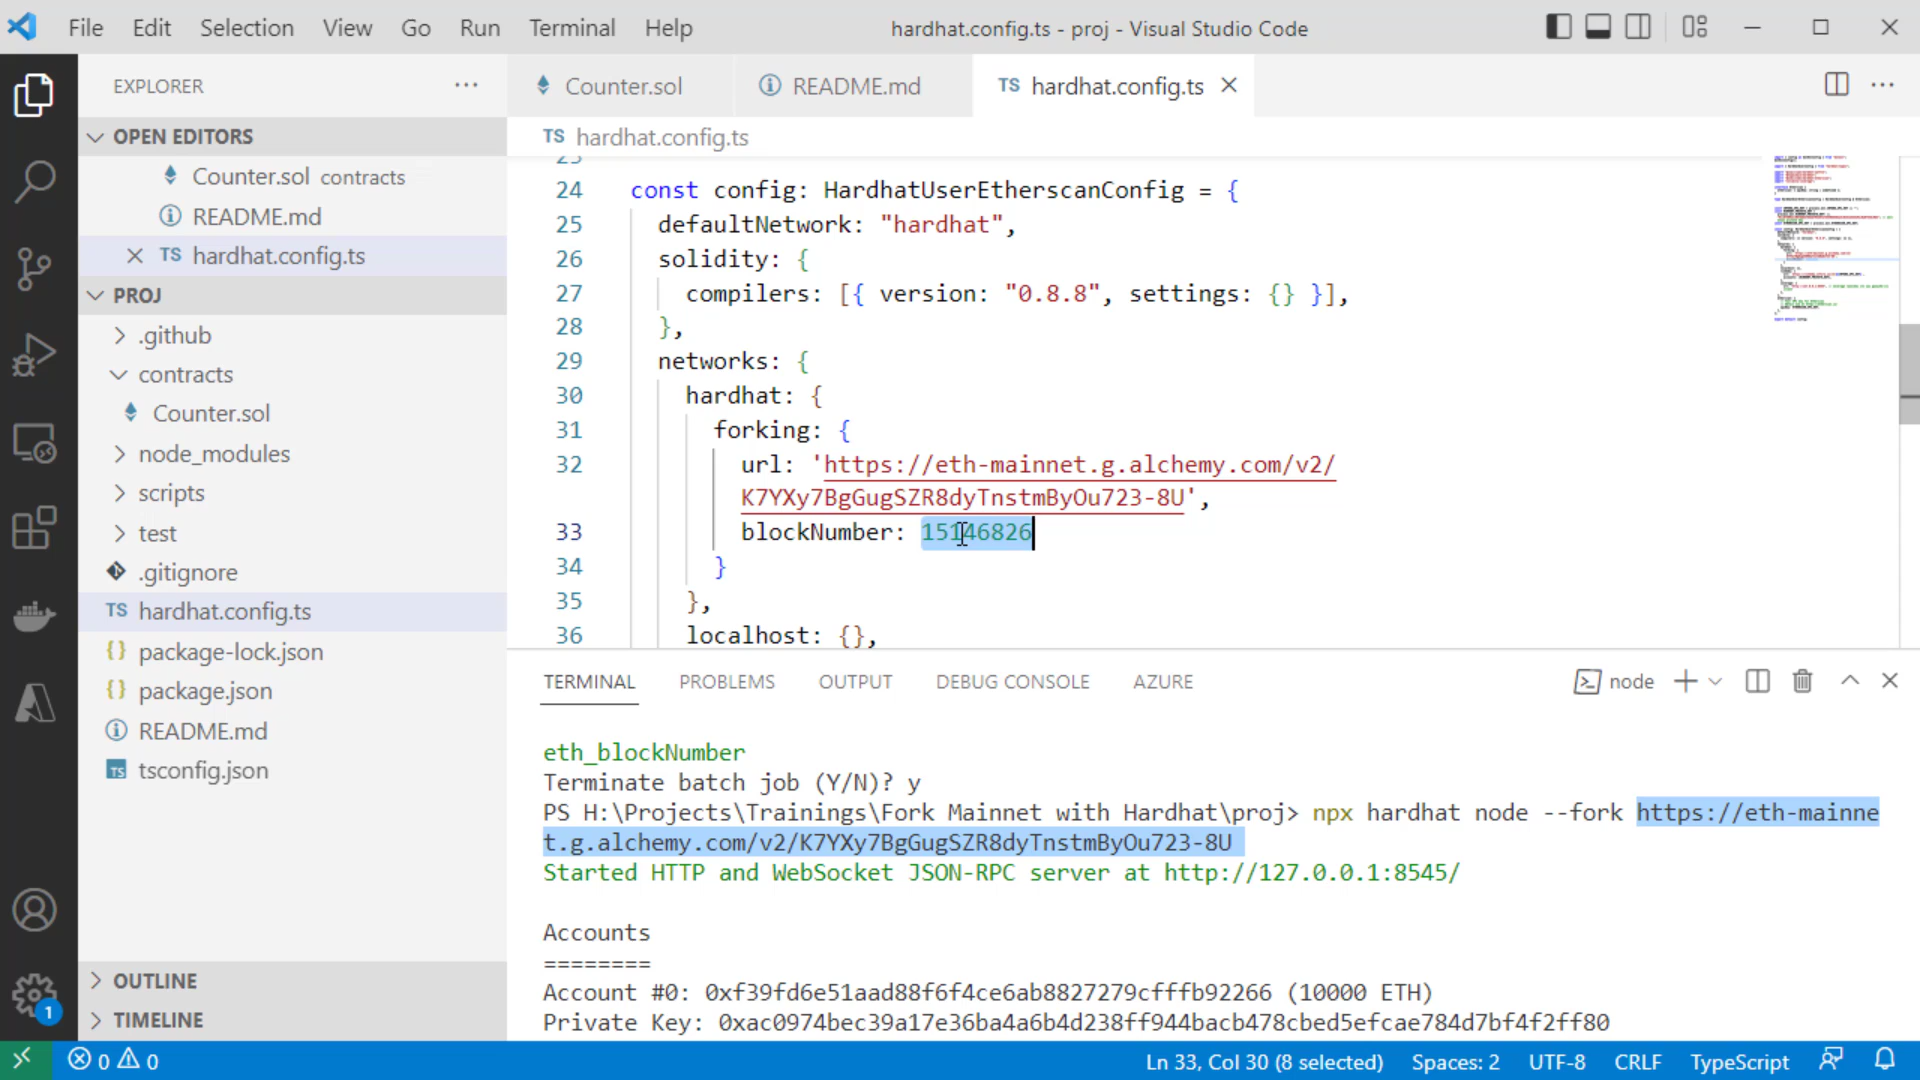 File Edit Selection View Go Run Terminal Help
hardhat.config.ts - proj - Visual Studio Code
EXPLORER
OPEN EDITORS
Counter.sol contracts
README.md
hardhat.config.ts
PROJ
.github
contracts
Counter.sol
node_modules
scripts
test
.gitignore
TS hardhat.config.ts
{} package-lock.json
{} package.json
README.md
TS tsconfig.json
OUTLINE
TIMELINE
Counter.sol
README.md
TS hardhat.config.ts
TS hardhat.config.ts
23
24 const config: HardhatUserEtherscanConfig = {
25 defaultNetwork: "hardhat",
26 solidity: {
27 compilers: [{ version: "0.8.8", settings: {} }],
28 },
29 networks: {
30 hardhat: {
31 forking: {
32 url: 'https://eth-mainnet.g.alchemy.com/v2/
K7YXy7BgGugSZR8dyTnstmByOu723-8U',
33 blockNumber: 15146826
34 }
35 },
36 localhost: {},
TERMINAL PROBLEMS OUTPUT DEBUG CONSOLE AZURE
node
eth_blockNumber
Terminate batch job (Y/N)? y
PS H:\Projects\Trainings\Fork Mainnet with Hardhat\proj> npx hardhat node --fork https://eth-mainne
t.g.alchemy.com/v2/K7YXy7BgGugSZR8dyTnstmByOu723-8U
Started HTTP and WebSocket JSON-RPC server at http://127.0.0.1:8545/
Accounts
========
Account #0: 0xf39fd6e51aad88f6f4ce6ab8827279cfffb92266 (10000 ETH)
Private Key: 0xac0974bec39a17e36ba4a6b4d238ff944bacb478cbed5efcae784d7bf4f2ff80
1
0 0
Ln 33, Col 30 (8 selected) Spaces: 2 UTF-8 CRLF TypeScript